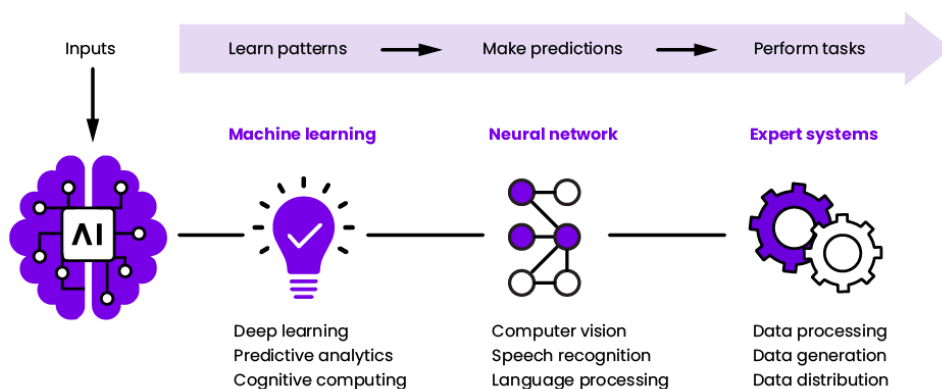 Inputs
Learn patterns
Make predictions
Perform tasks
Machine learning
Neural network
Expert systems
AI
Deep learning
Predictive analytics
Cognitive computing
Computer vision
Speech recognition
Language processing
Data processing
Data generation
Data distribution